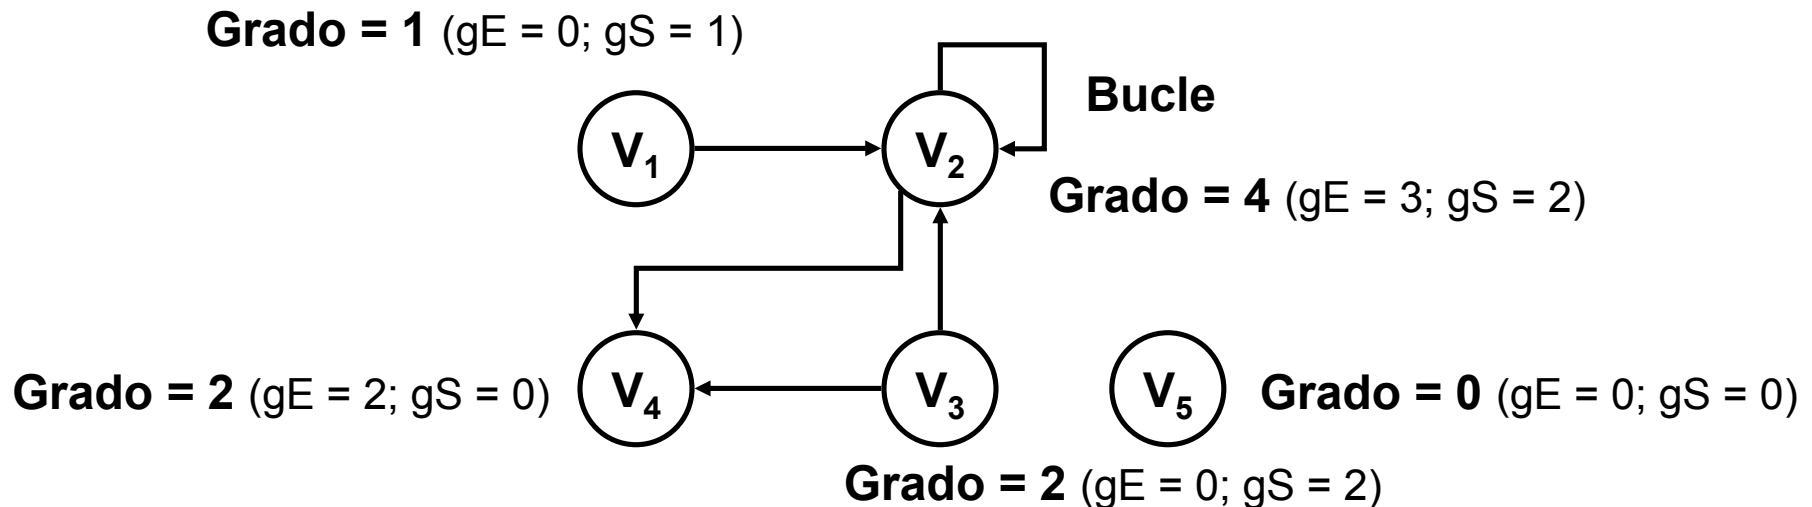 Grado = 1 (gE = 0; gS = 1)
Bucle
V₁
V₂
Grado = 4 (gE = 3; gS = 2)
Grado = 2 (gE = 2; gS = 0)
V₄
V₃
V₅
Grado = 0 (gE = 0; gS = 0)
Grado = 2 (gE = 0; gS = 2)